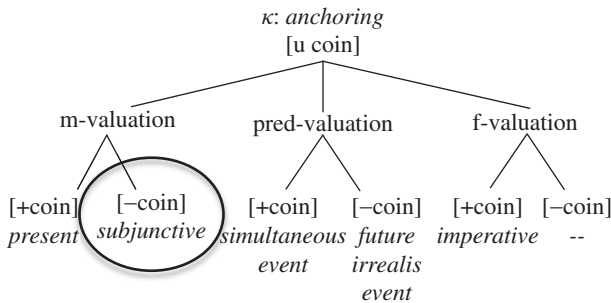 κ: anchoring
[u coin]
m-valuation pred-valuation f-valuation
[+coin] [−coin] [+coin] [−coin] [+coin] [−coin]
present subjunctive simultaneous future imperative --
event irrealis
event